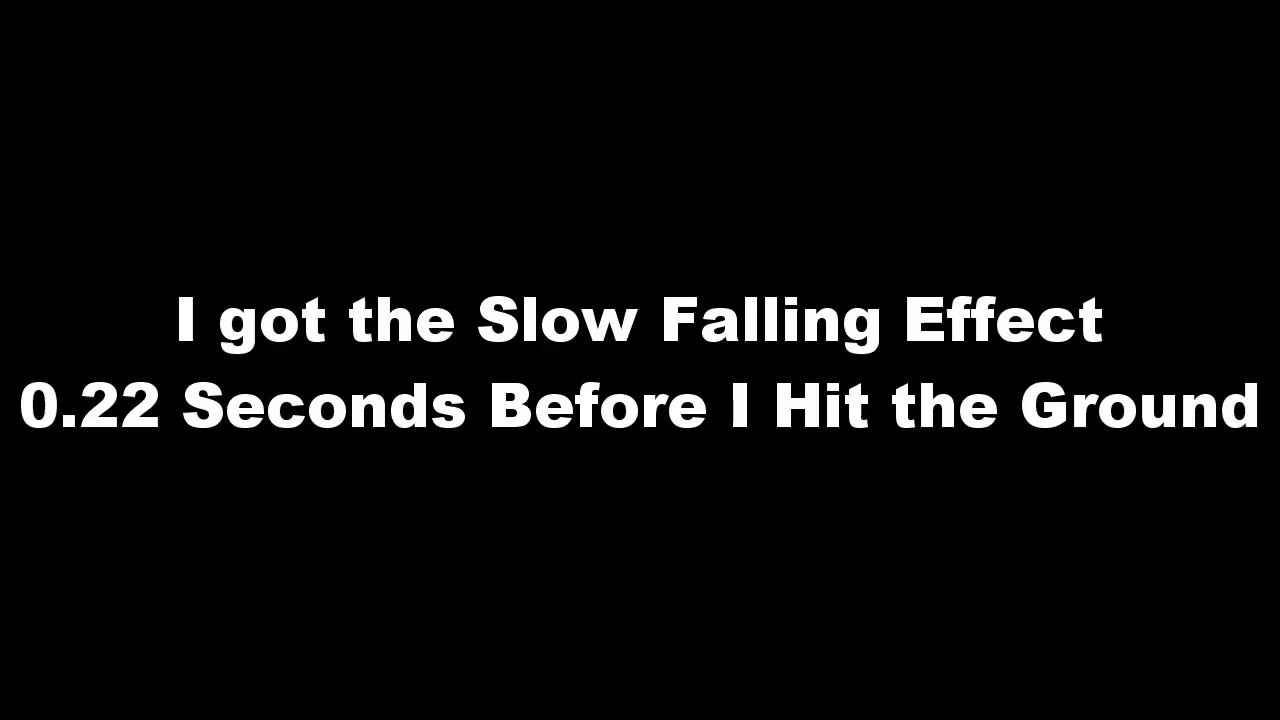 I got the Slow Falling Effect
0.22 Seconds Before I Hit the Ground